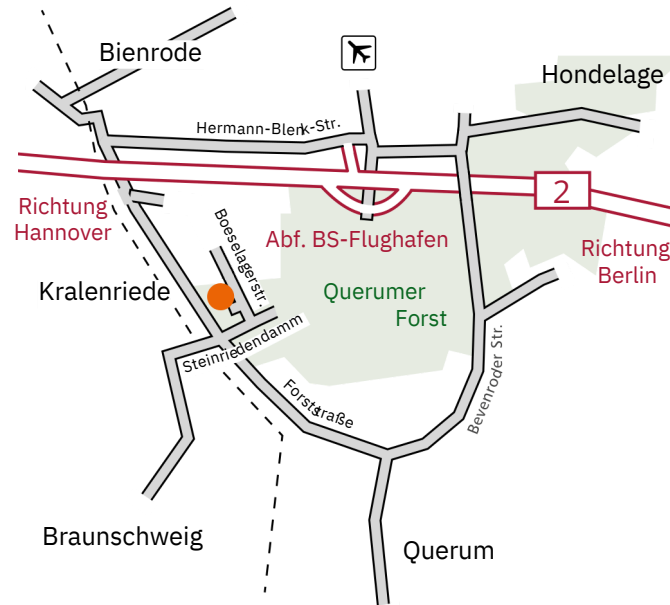 Bienrode
Hondelage
Hermann-Blenk-Str.
2
Richtung
Hannover
Boeselagerstr.
Abf. BS-Flughafen
Richtung
Berlin
Kralenriede
Querumer
Forst
Steinriedendamm
Bevenroder Str.
Forststraße
Braunschweig
Querum